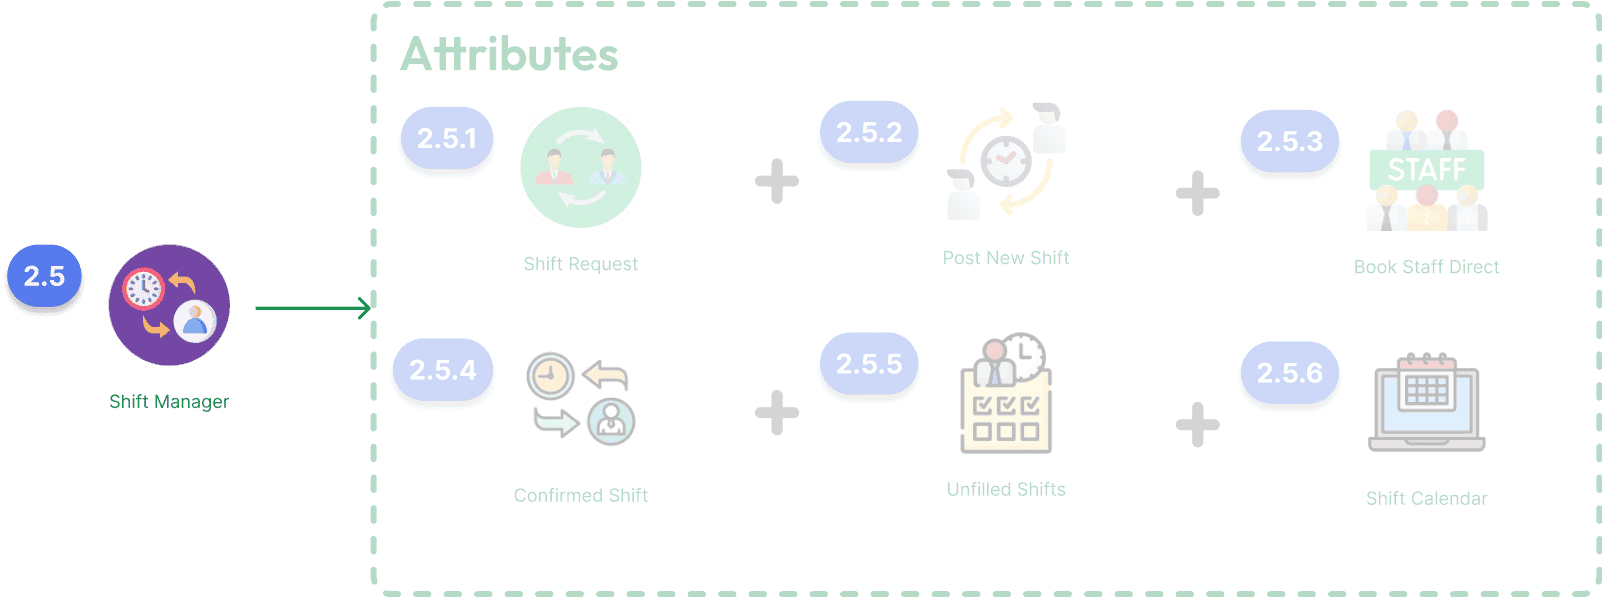 Attributes
2.5.1
2.5.2
2.5.3
STAFF
Shift Request
Post New Shift
Book Staff Direct
2.5
Shift Manager
2.5.4
2.5.5
2.5.6
Confirmed Shift
Unfilled Shifts
Shift Calendar